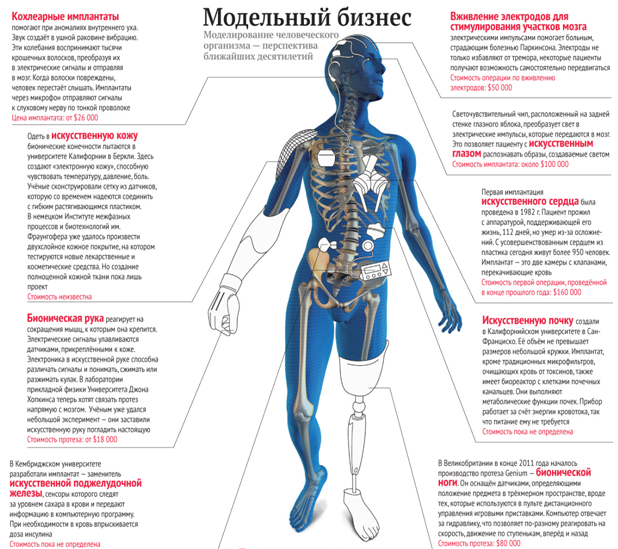 Модельный бизнес
Моделирование человеческого
организма — перспектива
ближайших десятилетий
Кохлеарные имплантаты
помогают при аномалиях внутреннего уха.
Звук создаёт в ушной раковине вибрацию.
Эти колебания воспринимают тысячи
крошечных волосков, преобразуя их
в электрические сигналы и отправляя
в мозг. Когда волоски повреждены,
человек перестаёт слышать. Имплантаты
через микрофон отправляют сигналы
к слуховому нерву по тонкой проволоке
Цена имплантата: от $26 000
Одеть в искусственную кожу
бионические конечности пытаются в
университете Калифорнии в Беркли. Здесь
создают «электронную кожу», способную
чувствовать температуру, давление, боль.
Учёные сконструировали сетку из датчиков,
которую со временем надеются соединить
с гибким растягивающимся пластиком.
В немецком Институте межфазных
процессов и биотехнологий им.
Фраунгофера уже удалось произвести
двухслойное кожное покрытие, на котором
тестируются новые лекарственные и
косметические средства. Но создание
полноценной кожной ткани пока лишь
проект
Стоимость неизвестна
Бионическая рука реагирует на
сокращения мышц, к которым она крепится.
Электрические сигналы улавливаются
датчиками, прикреплёнными к коже.
Электроника в искусственной руке способна
различать сигналы и понимать, сжимать или
разжимать кулак. В лаборатории
прикладной физики Университета Джона
Хопкинса теперь хотят связать протез
напрямую с мозгом. Учёным уже удался
небольшой эксперимент — они заставили
искусственную руку погладить настоящую
Стоимость протеза: от $18 000
В Кембриджском университете
разработали имплантат — заменитель
искусственной поджелудочной
железы, сенсоры которого следят
за уровнем сахара в крови и передают
информацию в компьютерную программу.
При необходимости в кровь впрыскивается
доза инсулина
Стоимость пока не определена
Вживление электродов для
стимулирования участков мозга
электрическими импульсами помогает больным,
страдающим болезнью Паркинсона. Электроды не
только избавляют от тремора, некоторые пациенты
получают возможность самостоятельно передвигаться
Стоимость операции по вживлению
электродов: $50 000
Светочувствительный чип, расположенный на задней
стенке глазного яблока, преобразует свет в
электрические импульсы, которые передаются в мозг.
Это позволяет пациенту с искусственным
глазом распознавать образы, создаваемые светом
Стоимость имплантата: около $100 000
Первая имплантация
искусственного сердца была
проведена в 1982 г. Пациент прожил
с аппаратурой, поддерживающей его
жизнь, 112 дней, но умер из-за осложне-
ний. С усовершенствованным сердцем из
пластика сегодня живут более 950 человек.
Имплантат — это две камеры с клапанами,
перекачивающие кровь
Стоимость первой операции, проведённой
в конце прошлого года: $160 000
Искусственную почку создали
в Калифорнийском университете в Сан-
Франциско. Её объём не превышает
размеров небольшой кружки. Имплантат,
кроме традиционных микрофильтров,
очищающих кровь от токсинов, также
имеет биореактор с клетками почечных
канальцев. Они выполняют
метаболические функции почек. Прибор
работает за счёт энергии кровотока, так
что питание ему не требуется
Стоимость пока не определена
В Великобритании в конце 2011 года началось
производство протеза Genium — бионической
ноги. Он оснащён датчиками, определяющими
положение предмета в трёхмерном пространстве, вроде
тех, которые используются в пульте дистанционного
управления игровыми приставками. Компьютер отвечает
за гидравлику, что позволяет по-разному реагировать на
скорость, движение по ступенькам, вперёд и назад
Стоимость протеза: $80 000